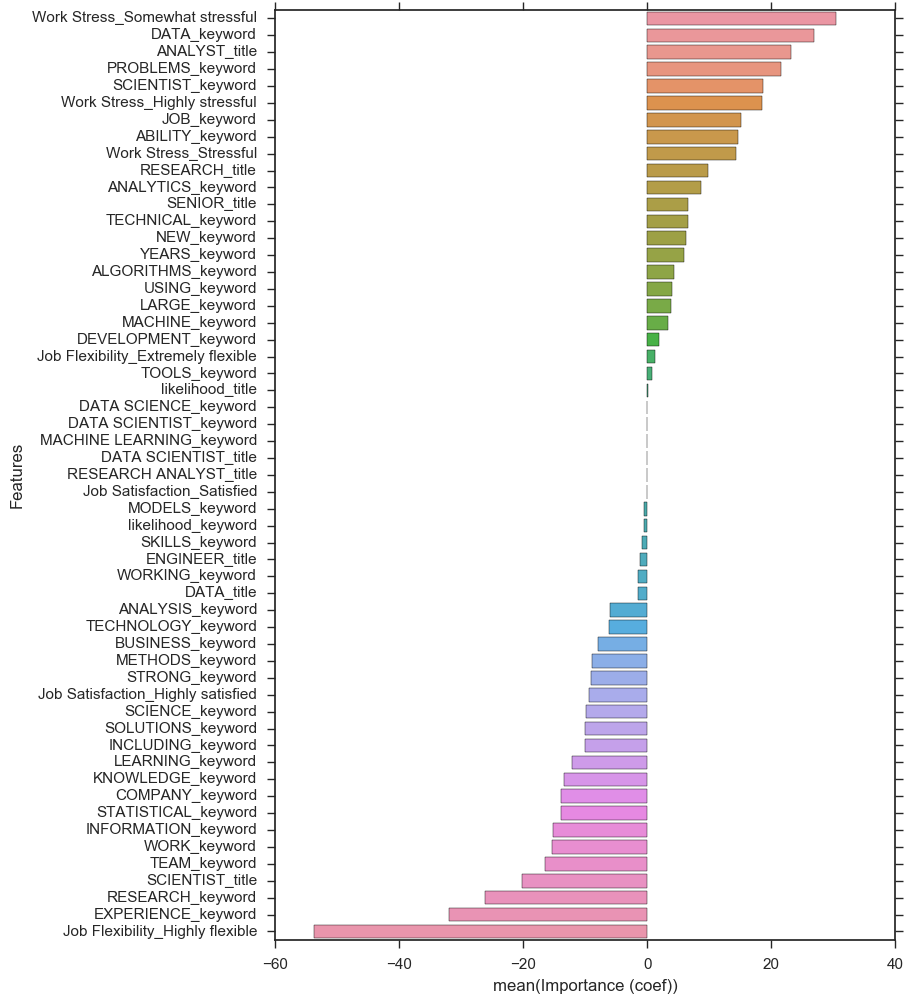 Work Stress_Somewhat stressful
DATA_keyword
ANALYST_title
PROBLEMS_keyword
SCIENTIST_keyword
Work Stress_Highly stressful
JOB_keyword
ABILITY_keyword
Work Stress_Stressful
RESEARCH_title
ANALYTICS_keyword
SENIOR_title
TECHNICAL_keyword
NEW_keyword
YEARS_keyword
ALGORITHMS_keyword
USING_keyword
LARGE_keyword
MACHINE_keyword
DEVELOPMENT_keyword
Job Flexibility_Extremely flexible
TOOLS_keyword
likelihood_title
DATA SCIENCE_keyword
DATA SCIENTIST_keyword
MACHINE LEARNING_keyword
DATA SCIENTIST_title
RESEARCH ANALYST_title
Job Satisfaction_Satisfied
MODELS_keyword
likelihood_keyword
SKILLS_keyword
ENGINEER_title
WORKING_keyword
DATA_title
ANALYSIS_keyword
TECHNOLOGY_keyword
BUSINESS_keyword
METHODS_keyword
STRONG_keyword
Job Satisfaction_Highly satisfied
SCIENCE_keyword
SOLUTIONS_keyword
INCLUDING_keyword
LEARNING_keyword
KNOWLEDGE_keyword
COMPANY_keyword
STATISTICAL_keyword
INFORMATION_keyword
WORK_keyword
TEAM_keyword
SCIENTIST_title
RESEARCH_keyword
EXPERIENCE_keyword
Job Flexibility_Highly flexible
Features
−60 −40 −20 0 20 40
mean(Importance (coef))